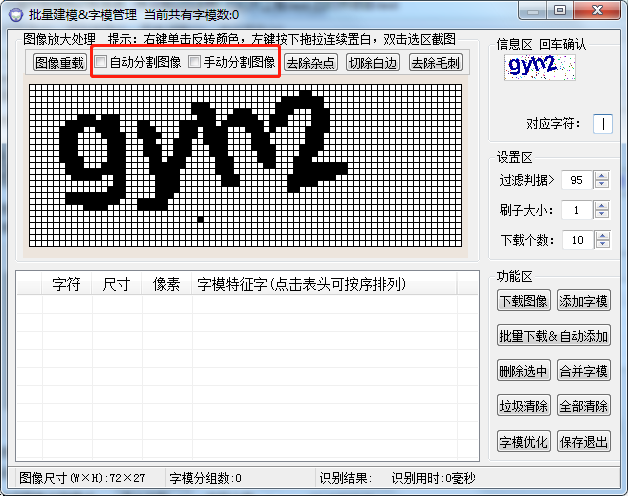 批量建模&字模管理 当前共有字模数:0
图像放大处理 提示：右键单击反转颜色，左键按下拖拉连续置白，双击选区截图
图像重载 自动分割图像 手动分割图像 去除杂点 切除白边 去除毛刺
gyn2
信息区 回车确认
gyn2
对应字符:
设置区
过滤判据> 95
刷子大小: 1
下载个数: 10
字符 尺寸 像素 字模特征字(点击表头可按序排列)
功能区
下载图像 添加字模
批量下载&自动添加
删除选中 合并字模
垃圾清除 全部清除
字模优化 保存退出
图像尺寸(W×H):72×27 字模分组数:0 识别结果: 识别用时:0毫秒